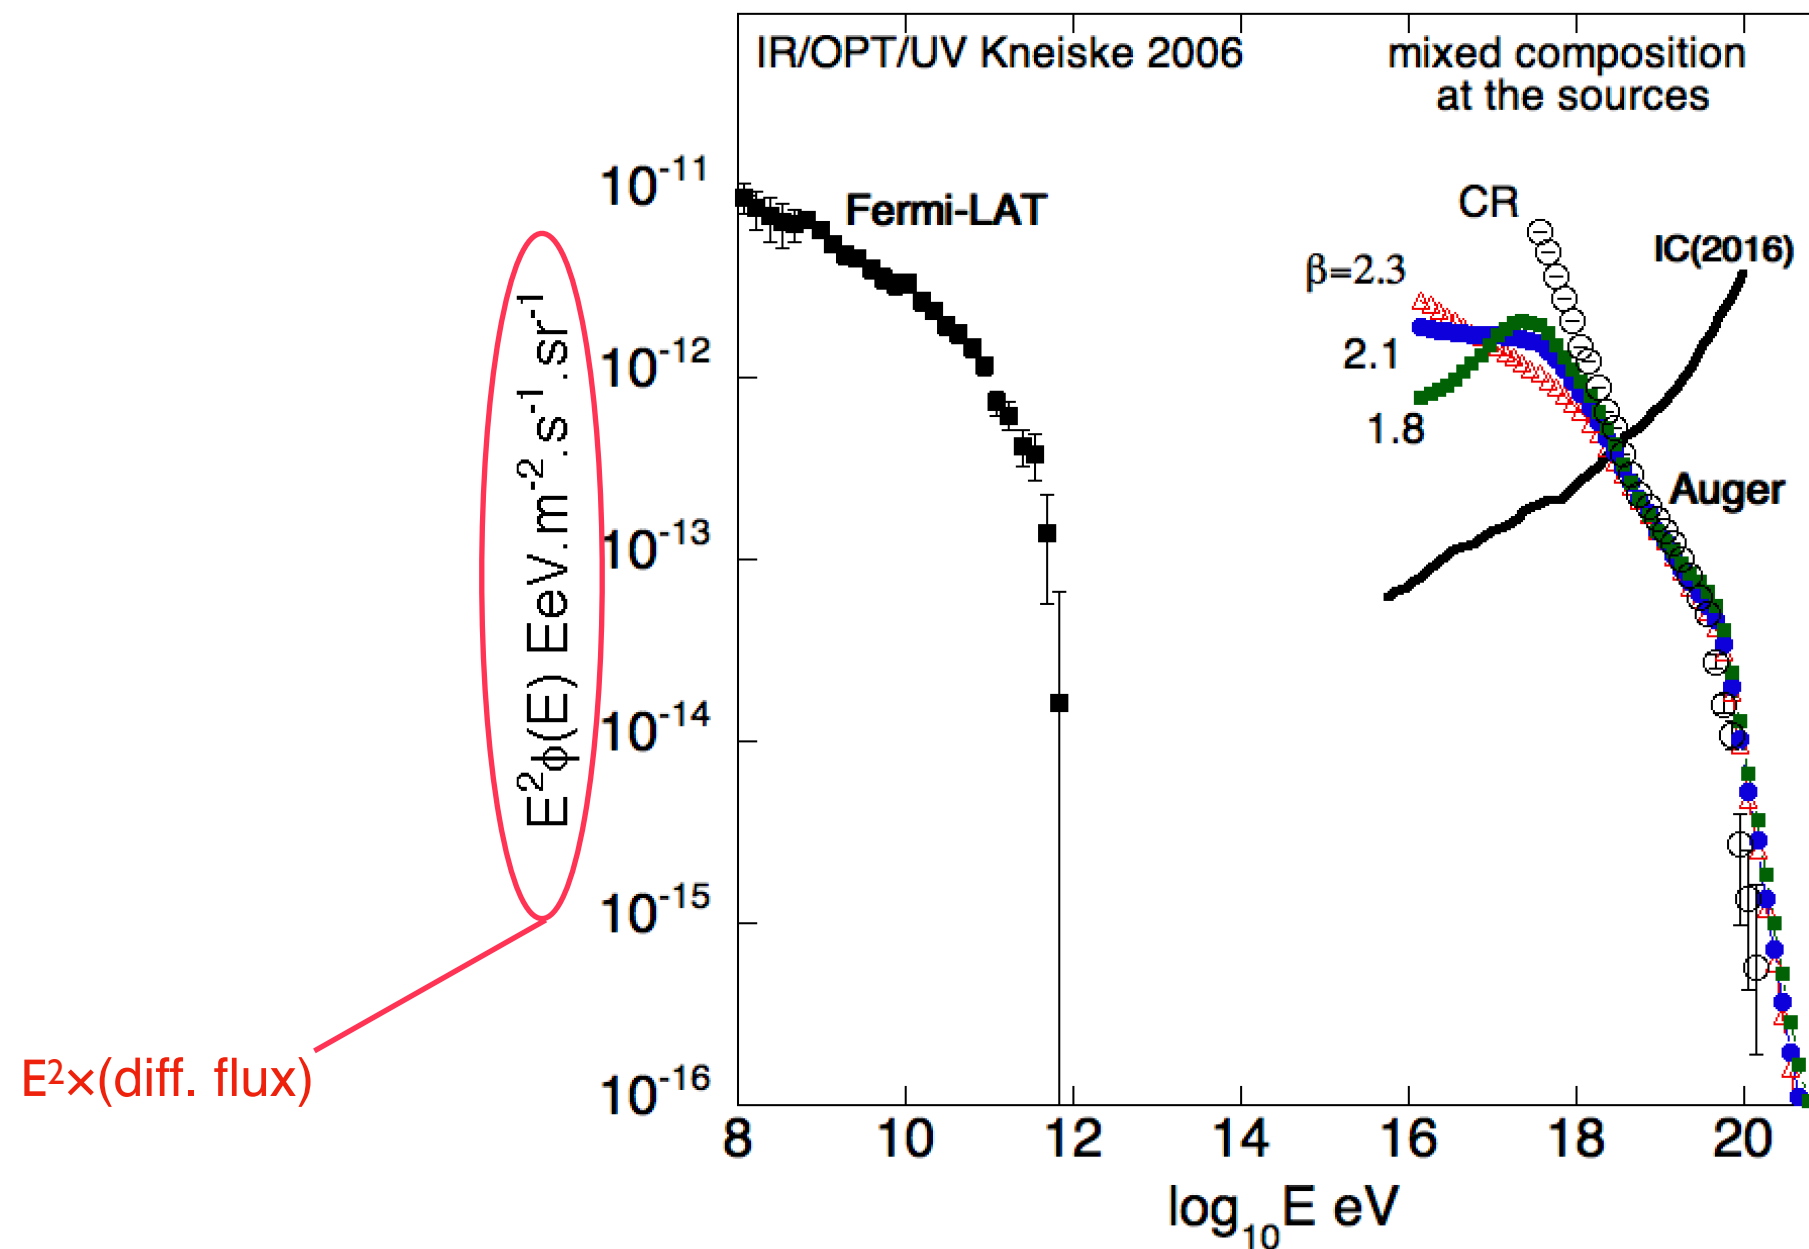 IR/OPT/UV Kneiske 2006
mixed composition
at the sources
10⁻¹¹
Fermi-LAT
CR
IC(2016)
β=2.3
2.1
1.8
10⁻¹²
Auger
10⁻¹³
10⁻¹⁴
10⁻¹⁵
10⁻¹⁶
E²ϕ(E) EeV.m⁻².s⁻¹.sr⁻¹
E²×(diff. flux)
8 10 12 14 16 18 20
log₁₀E eV